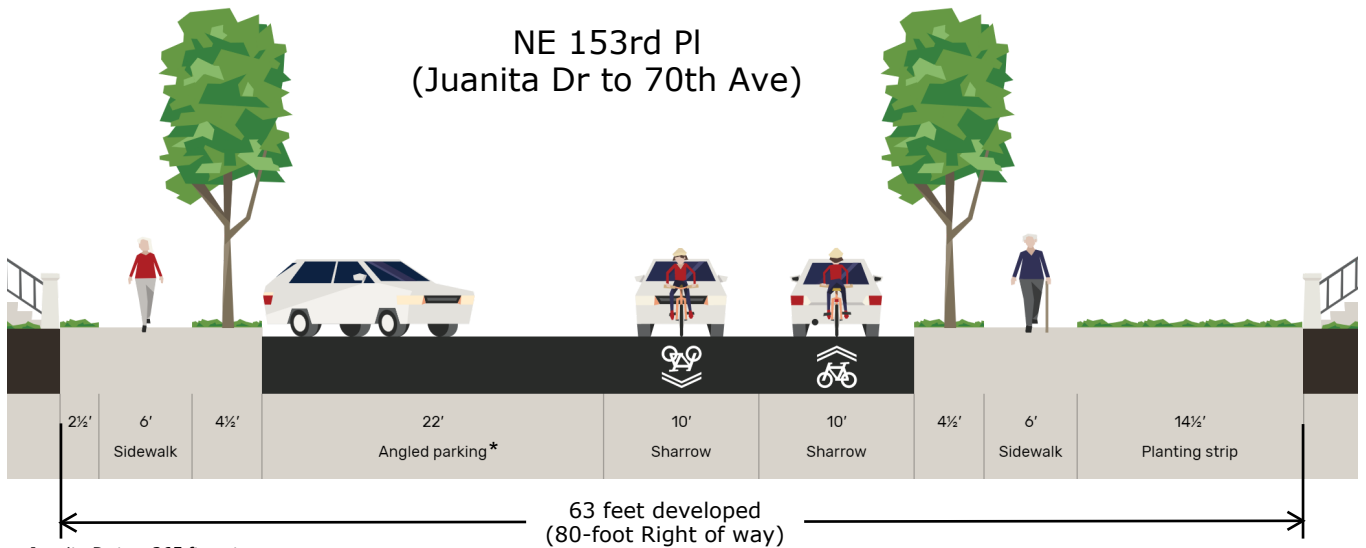 NE 153rd Pl
(Juanita Dr to 70th Ave)
2½′ 6′ 4½′ 22′ 10′ 10′ 4½′ 6′ 14½′
Sidewalk Angled parking* Sharrow Sharrow Sidewalk Planting strip
63 feet developed
(80-foot Right of way)